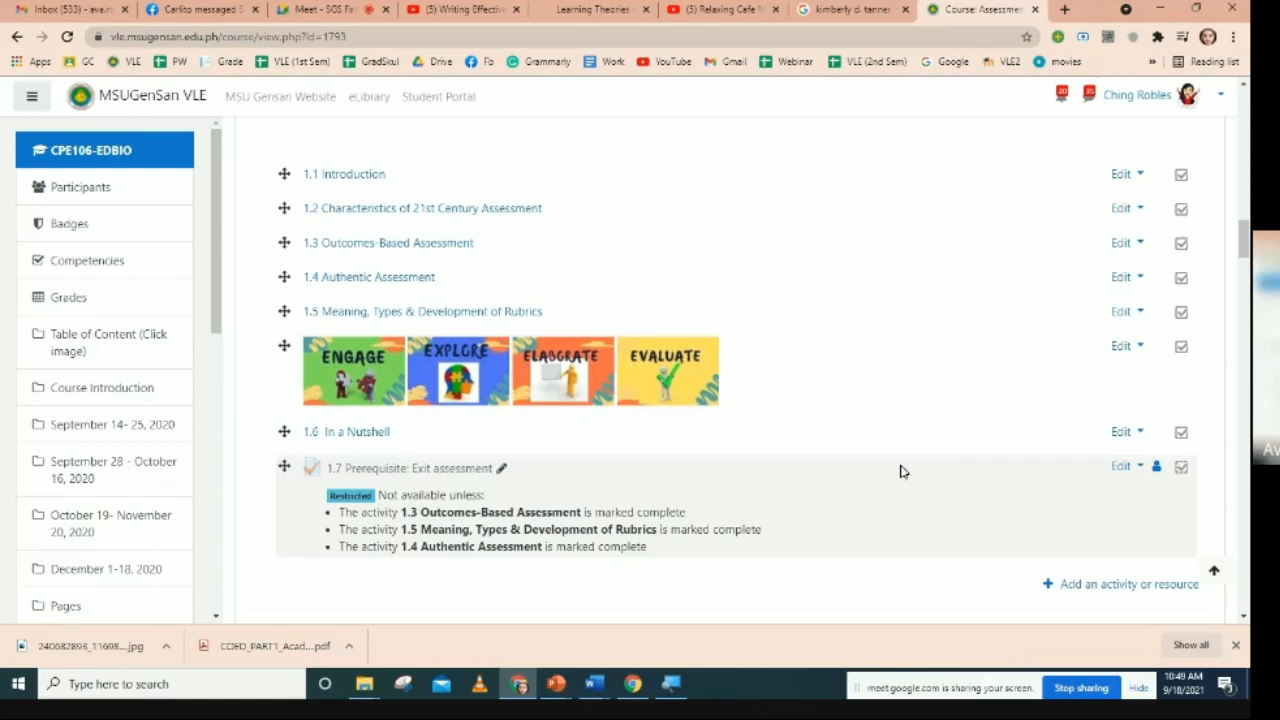 Inbox (533) - ava.ro
Carlito messaged S
Meet - SGS Fa
(5) Writing Effectiv
Learning Theories -
(5) Relaxing Cafe M
kimberly d. tanner
Course: Assessmen
vle.msugensan.edu.ph/course/view.php?id=1793
Apps GC VLE PW Grade VLE (1st Sem) GradSkul Drive Fb Grammarly Work YouTube Gmail Webinar VLE (2nd Sem) Google VLE2 movies » Reading list
MSUGenSan VLE MSU Gensan Website eLibrary Student Portal Ching Robles
CPE106-EDBIO
Participants
Badges
Competencies
Grades
Table of Content (Click
image)
Course Introduction
September 14- 25, 2020
September 28 - October
16, 2020
October 19- November
20, 2020
December 1-18, 2020
Pages
1.1 Introduction Edit
1.2 Characteristics of 21st Century Assessment Edit
1.3 Outcomes-Based Assessment Edit
1.4 Authentic Assessment Edit
1.5 Meaning, Types & Development of Rubrics Edit
ENGAGE EXPLORE ELABORATE EVALUATE Edit
1.6 In a Nutshell Edit
1.7 Prerequisite: Exit assessment Edit
Restricted Not available unless:
• The activity 1.3 Outcomes-Based Assessment is marked complete
• The activity 1.5 Meaning, Types & Development of Rubrics is marked complete
• The activity 1.4 Authentic Assessment is marked complete
+ Add an activity or resource
Av
240682893_11698....jpg COED_PART1_Acad....pdf Show all
Type here to search
meet.google.com is sharing your screen. Stop sharing Hide
10:49 AM
9/18/2021